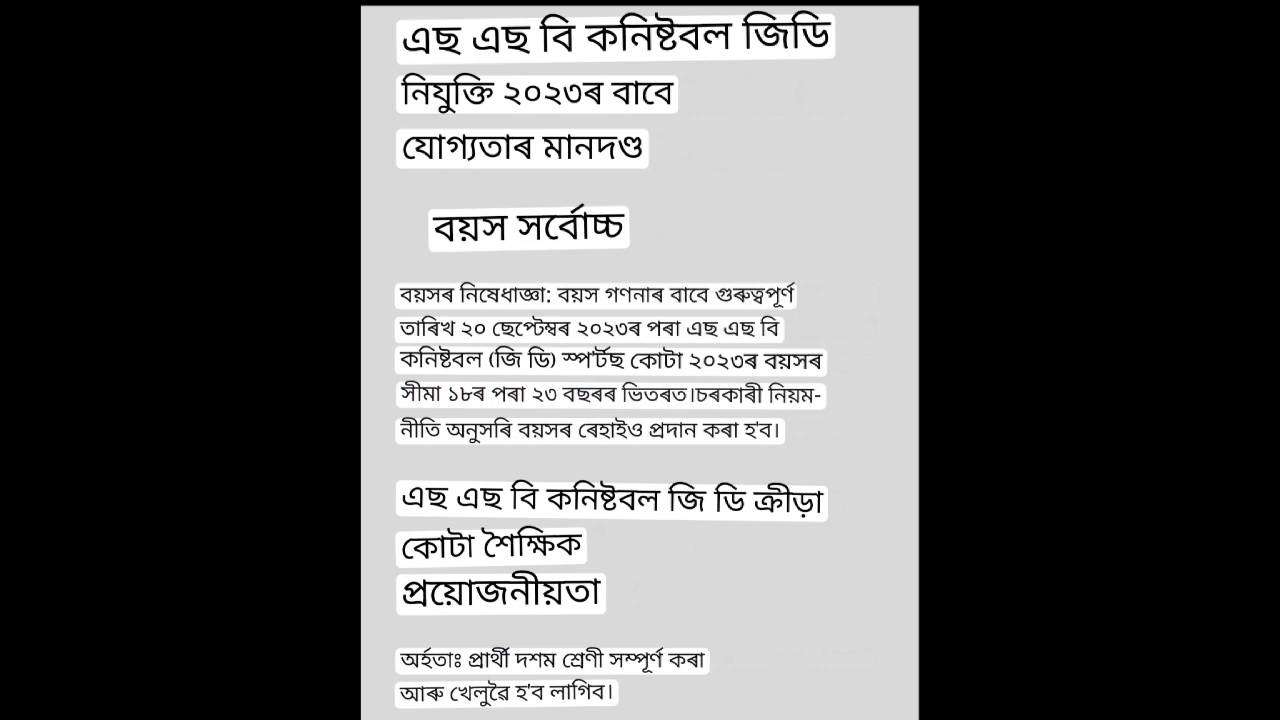 এছ এছ বি কনিষ্টবল জিডি
নিযুক্তি ২০২৩ৰ বাবে
যোগ্যতাৰ মানদণ্ড
বয়স সৰ্বোচ্চ
বয়সৰ নিষেধাজ্ঞা: বয়স গণনাৰ বাবে গুৰুত্বপূৰ্ণ
তাৰিখ ২০ ছেপ্টেম্বৰ ২০২৩ৰ পৰা এছ এছ বি
কনিষ্টবল (জি ডি) স্প'ৰ্টছ কোটা ২০২৩ৰ বয়সৰ
সীমা ১৮ৰ পৰা ২৩ বছৰৰ ভিতৰত।চৰকাৰী নিয়ম-
নীতি অনুসৰি বয়সৰ ৰেহাইও প্ৰদান কৰা হ'ব।
এছ এছ বি কনিষ্টবল জি ডি ক্ৰীড়া
কোটা শৈক্ষিক
প্ৰয়োজনীয়তা
অৰ্হতাঃ প্ৰাৰ্থী দশম শ্ৰেণী সম্পূৰ্ণ কৰা
আৰু খেলুৱৈ হ'ব লাগিব।